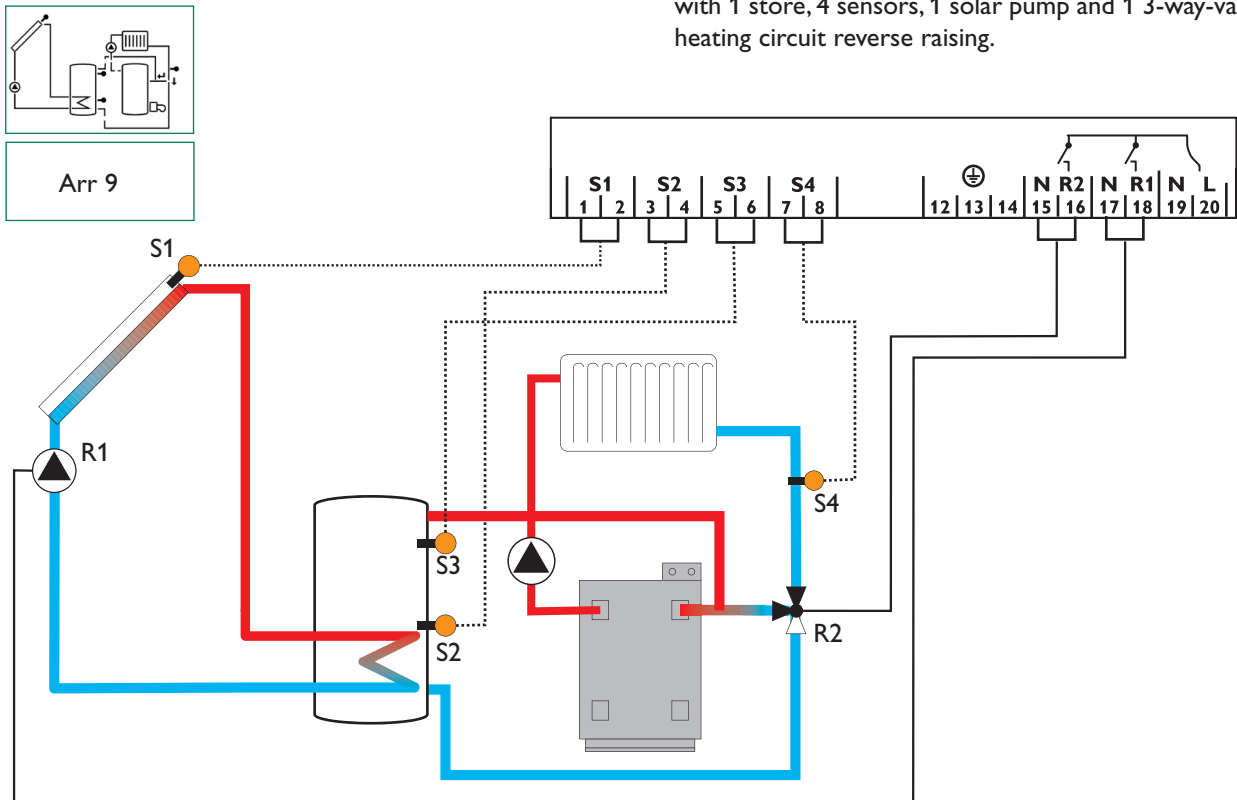 with 1 store, 4 sensors, 1 solar pump and 1 3-way-va
heating circuit reverse raising.
Arr 9
S1 S2 S3 S4 N R2 N R1 N L
1 2 3 4 5 6 7 8 12 13 14 15 16 17 18 19 20
S1
R1
S4
S3
S2
R2